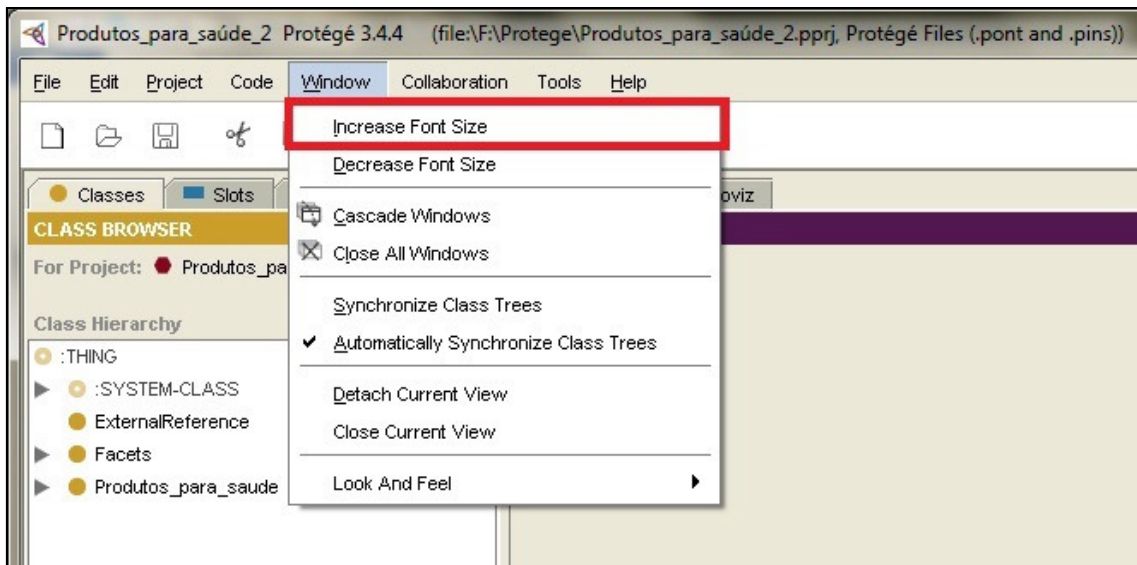 Produtos_para_saúde_2 Protégé 3.4.4 (file:\F:\Protege\Produtos_para_saúde_2.pprj, Protégé Files (.pont and .pins))
File Edit Project Code Window Collaboration Tools Help
Increase Font Size
Decrease Font Size
Classes Slots oviz
Cascade Windows
CLASS BROWSER
Close All Windows
For Project: Produtos_pa
Synchronize Class Trees
Class Hierarchy
Automatically Synchronize Class Trees
:THING
:SYSTEM-CLASS
Detach Current View
ExternalReference
Close Current View
Facets
Produtos_para_saude
Look And Feel